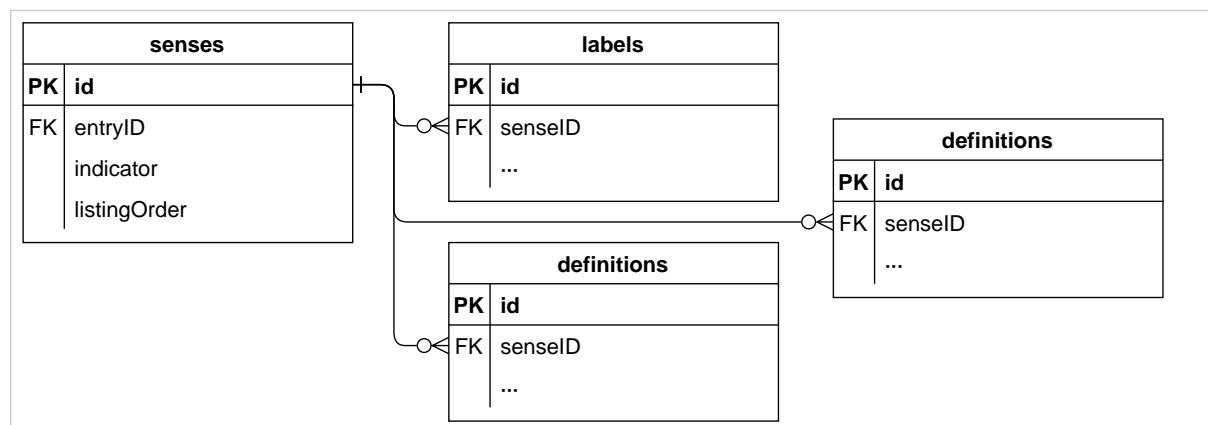 senses
PK id
FK entryID
indicator
listingOrder
labels
PK id
FK senseID
...
definitions
PK id
FK senseID
...
definitions
PK id
FK senseID
...